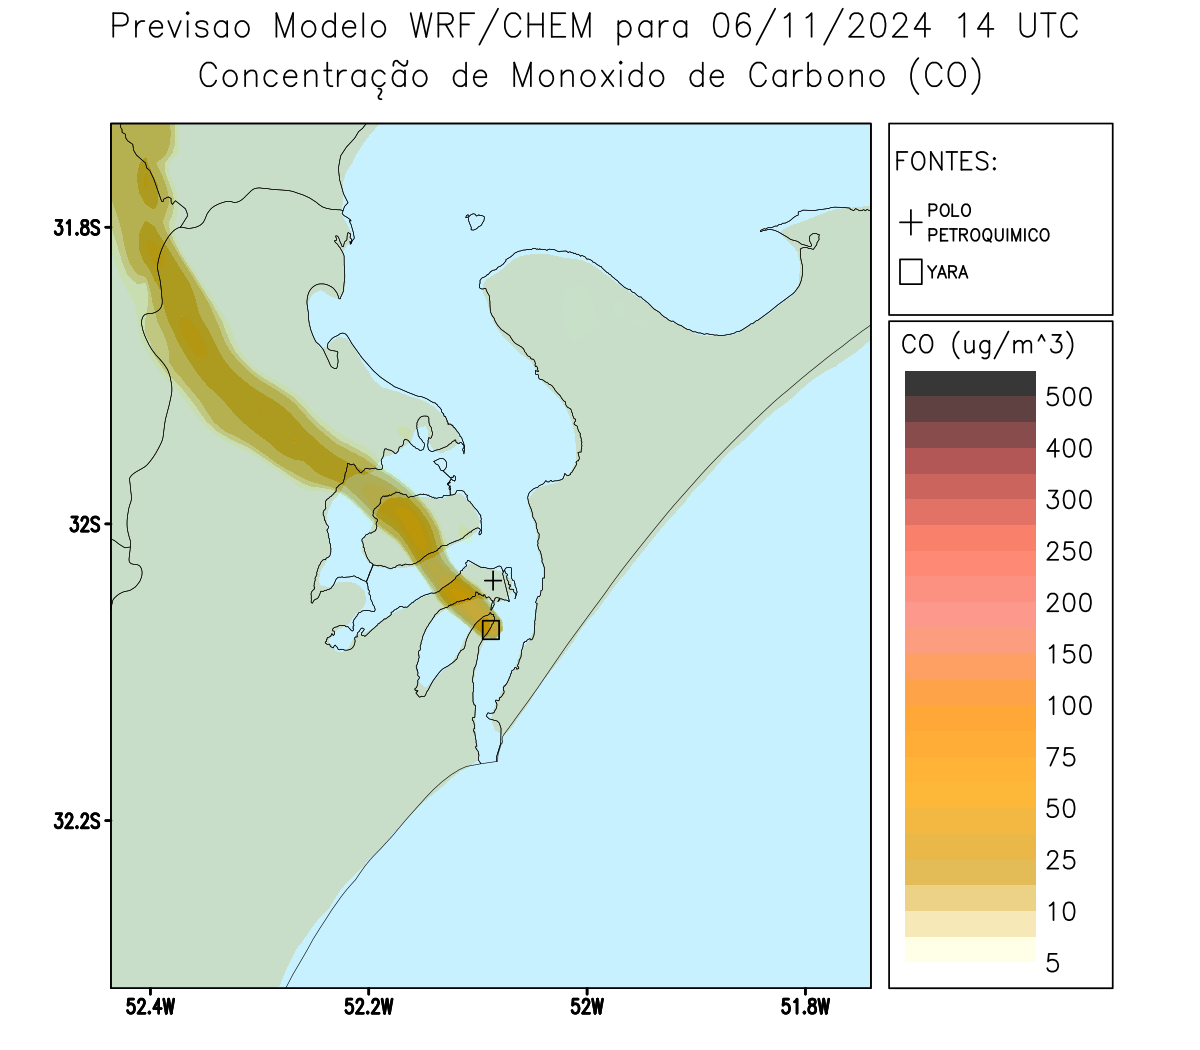 Previsao Modelo WRF/CHEM para 06/11/2024 14 UTC
Concentração de Monoxido de Carbono (CO)
FONTES:
POLO
PETROQUIMICO
YARA
CO (ug/m^3)
500
400
300
250
200
150
100
75
50
25
10
5
31.8S
32S
32.2S
52.4W
52.2W
52W
51.8W